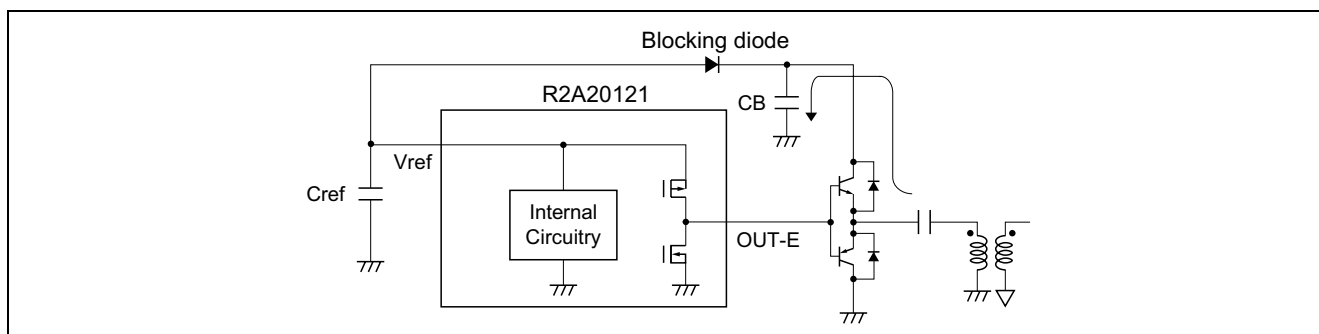 Blocking diode
R2A20121
CB
Vref
Cref
Internal
Circuitry
OUT-E